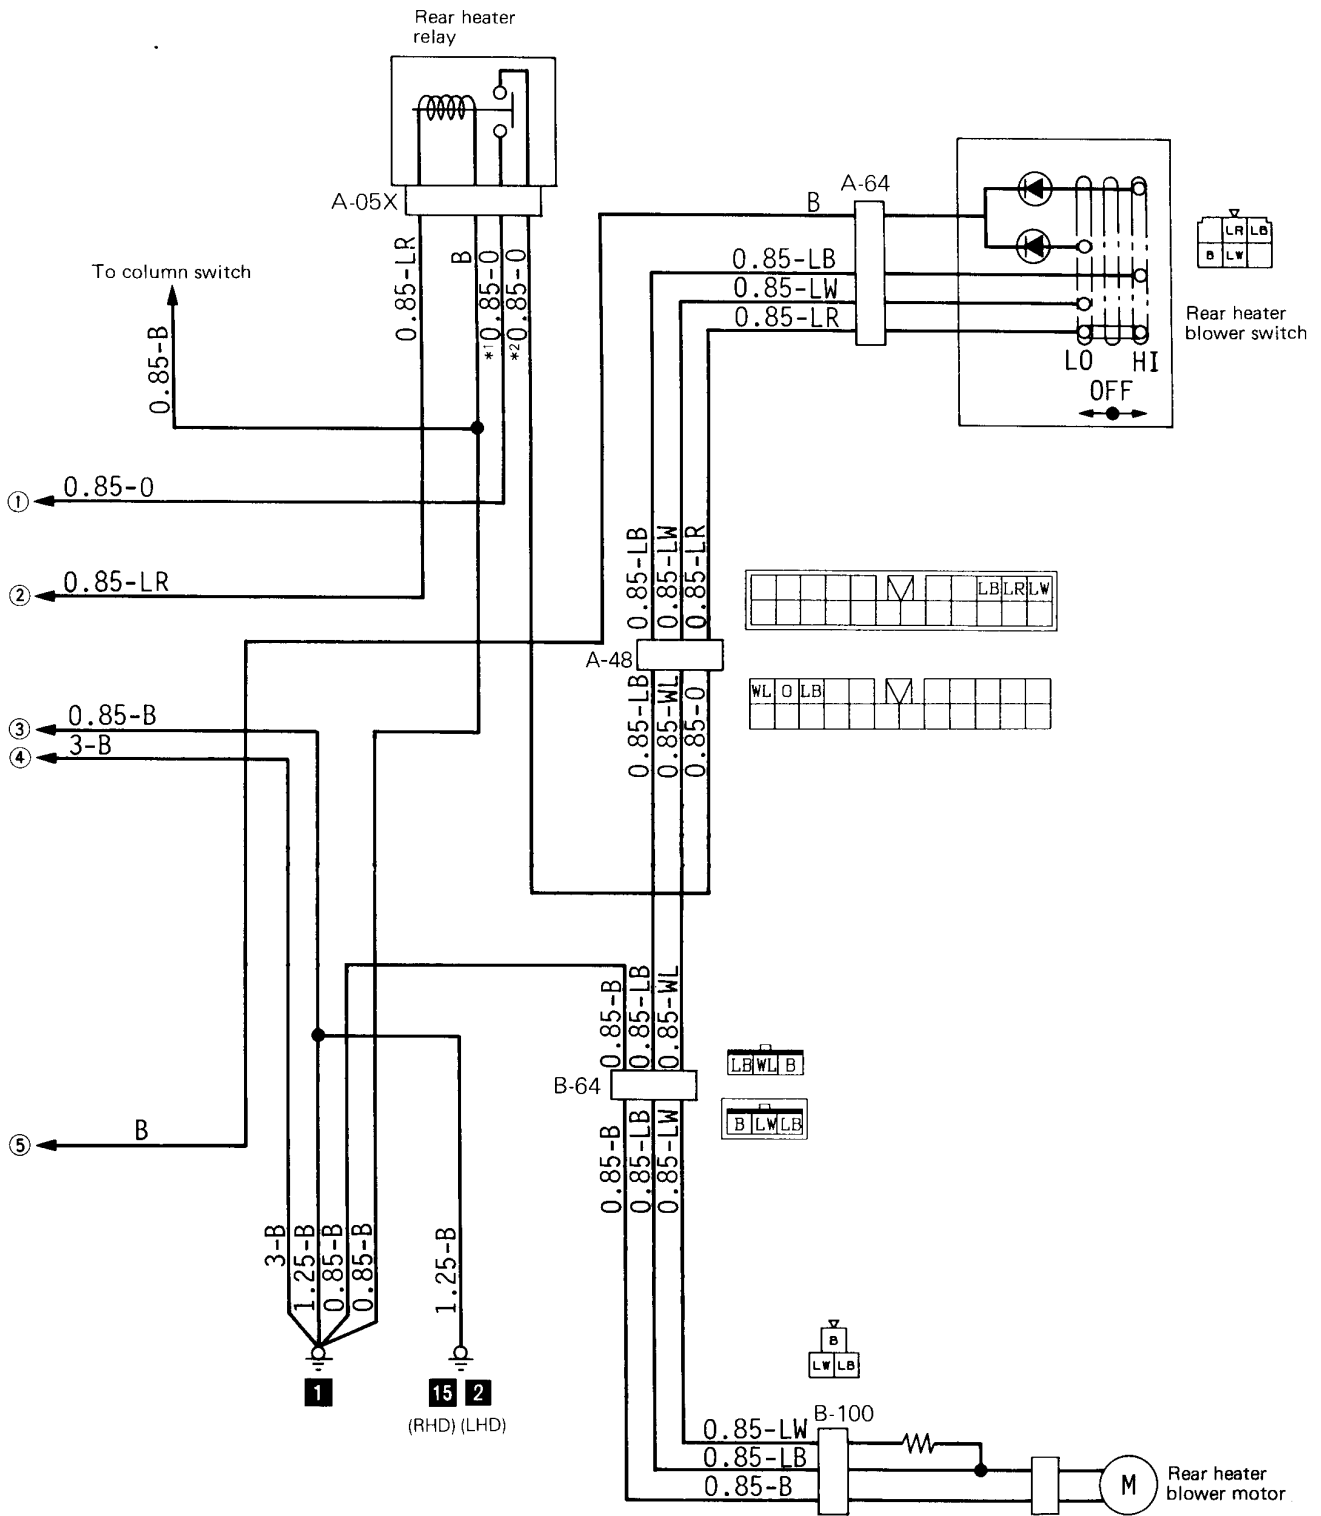 Rear heater
relay
A-05X
0.85-LR
B
*1 0.85-O
*2 0.85-O
To column switch
0.85-B
① 0.85-O
② 0.85-LR
③ 0.85-B
④ 3-B
⑤ B
A-64
B
0.85-LB
0.85-LW
0.85-LR
LO
HI
OFF
LR LB
B LW
Rear heater
blower switch
0.85-LB
0.85-LW
0.85-LR
LB LR LW
A-48
0.85-LB
0.85-WL
0.85-O
WL O LB
0.85-B
0.85-LB
0.85-WL
B-64
LB WL B
B LW LB
0.85-B
0.85-LB
0.85-LW
3-B
1.25-B
0.85-B
0.85-B
1.25-B
1
15 2
(RHD) (LHD)
B
LW LB
B-100
0.85-LW
0.85-LB
0.85-B
M
Rear heater
blower motor